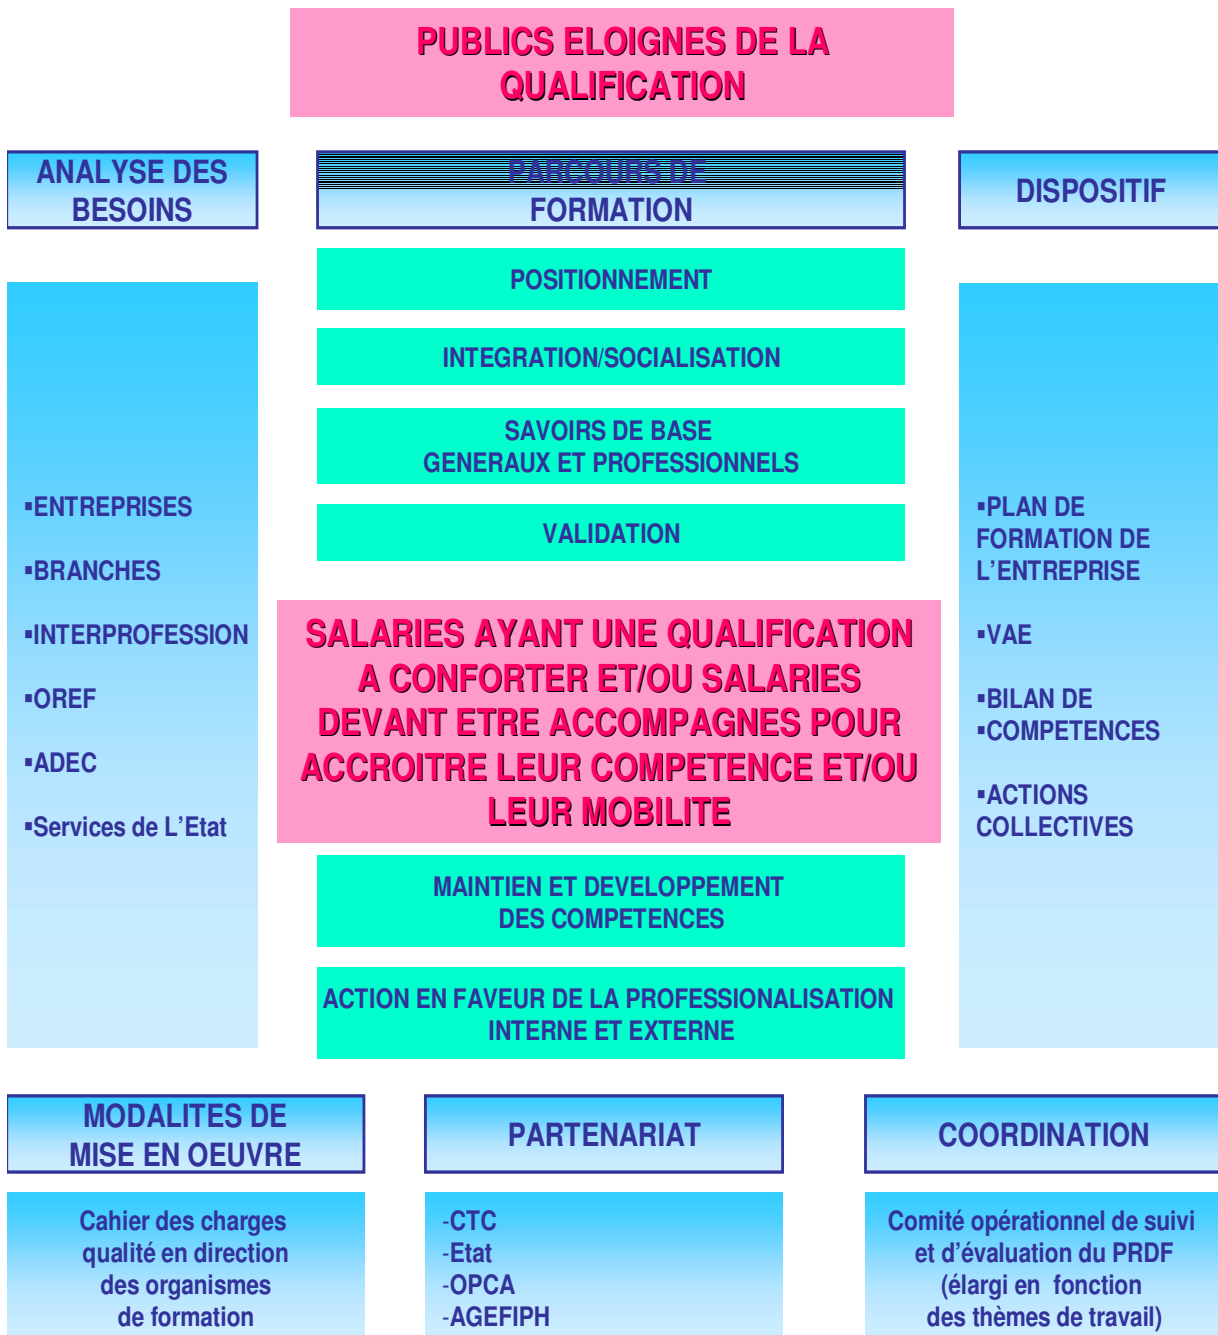 PUBLICS ELOIGNES DE LA
QUALIFICATION
ANALYSE DES
BESOINS
PARCOURS DE
FORMATION
DISPOSITIF
▪ENTREPRISES
▪BRANCHES
▪INTERPROFESSION
▪OREF
▪ADEC
▪Services de L'Etat
POSITIONNEMENT
INTEGRATION/SOCIALISATION
SAVOIRS DE BASE
GENERAUX ET PROFESSIONNELS
VALIDATION
SALARIES AYANT UNE QUALIFICATION
A CONFORTER ET/OU SALARIES
DEVANT ETRE ACCOMPAGNES POUR
ACCROITRE LEUR COMPETENCE ET/OU
LEUR MOBILITE
MAINTIEN ET DEVELOPPEMENT
DES COMPETENCES
ACTION EN FAVEUR DE LA PROFESSIONALISATION
INTERNE ET EXTERNE
▪PLAN DE
FORMATION DE
L'ENTREPRISE
▪VAE
▪BILAN DE
▪COMPETENCES
▪ACTIONS
COLLECTIVES
MODALITES DE
MISE EN OEUVRE
Cahier des charges
qualité en direction
des organismes
de formation
PARTENARIAT
-CTC
-Etat
-OPCA
-AGEFIPH
COORDINATION
Comité opérationnel de suivi
et d'évaluation du PRDF
(élargi en fonction
des thèmes de travail)